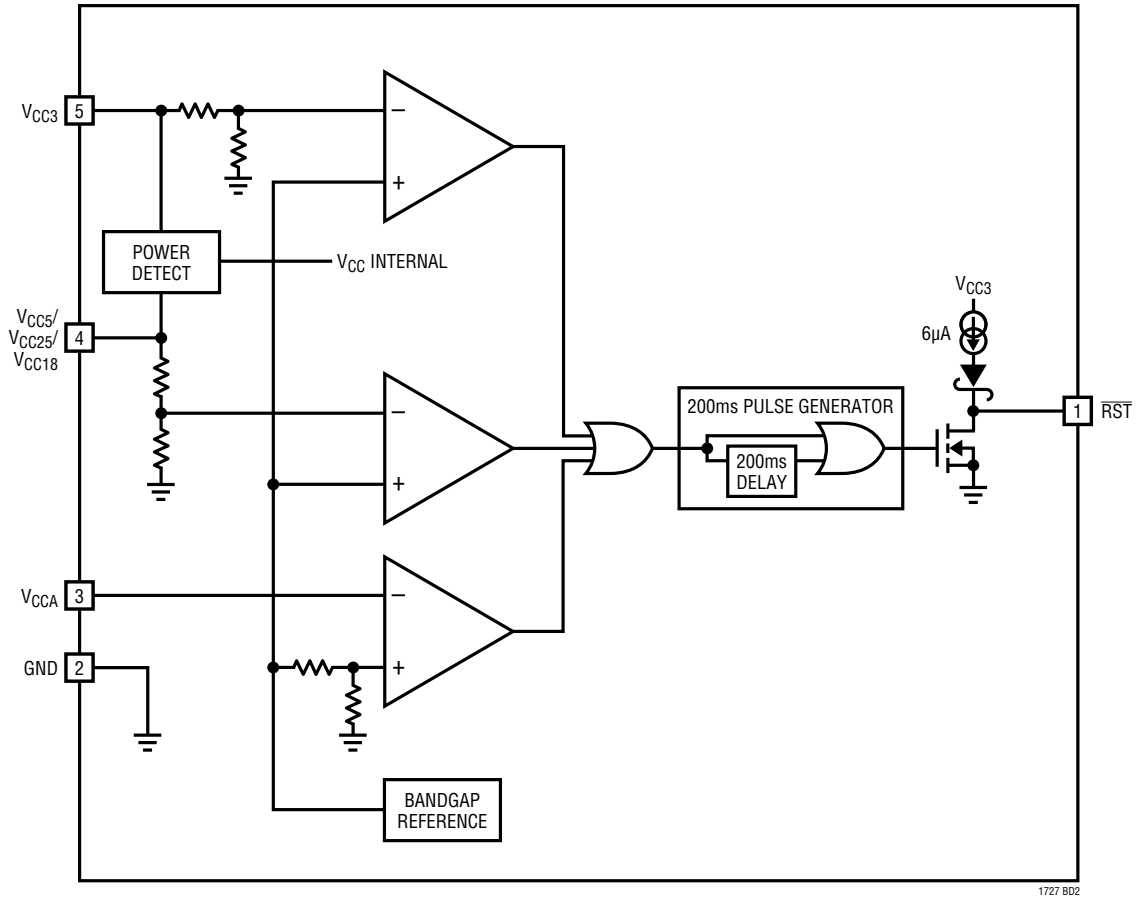 VCC3
5
−
+
POWER
DETECT
VCC INTERNAL
VCC5/
VCC25/
VCC18
4
−
+
VCC3
6µA
200ms PULSE GENERATOR
200ms
DELAY
1
RST
VCCA
3
−
+
GND
2
BANDGAP
REFERENCE
1727 BD2